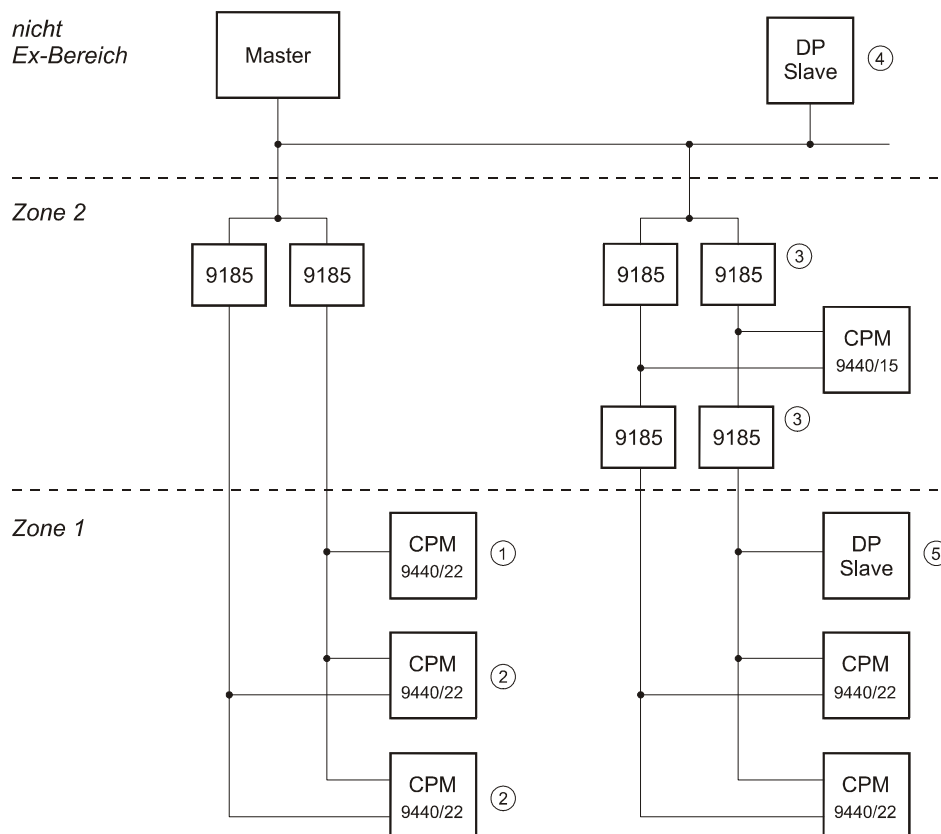 nicht
Ex-Bereich
Master
DP
Slave
④
Zone 2
9185
9185
9185
9185
③
CPM
9440/15
9185
9185
③
Zone 1
CPM
9440/22
①
DP
Slave
⑤
CPM
9440/22
②
CPM
9440/22
CPM
9440/22
②
CPM
9440/22